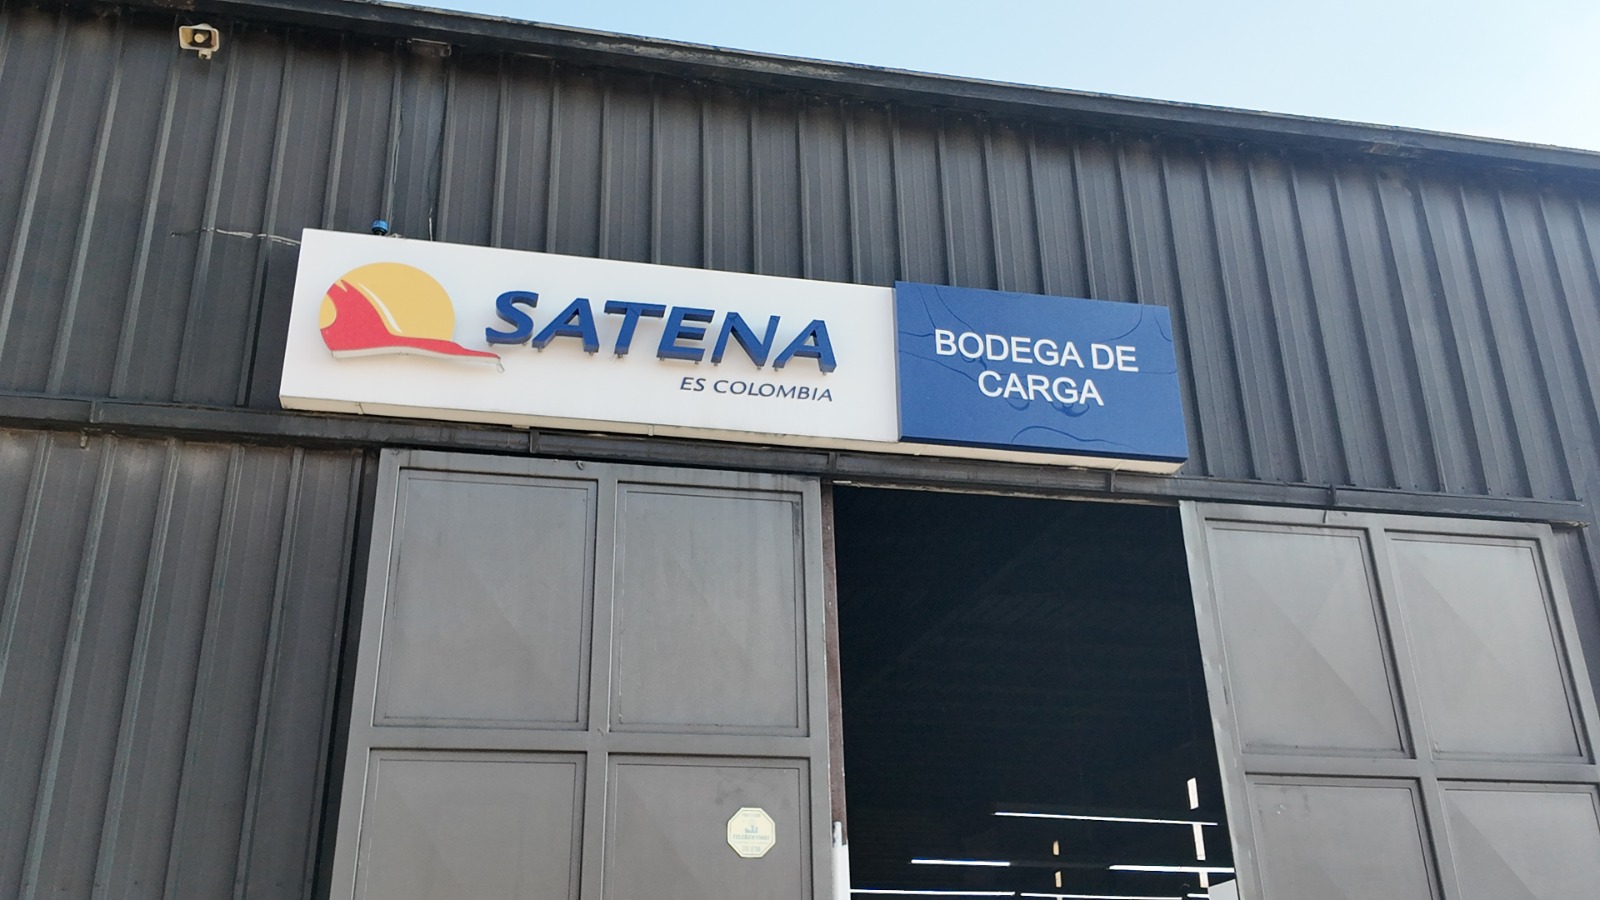 SATENA
ES COLOMBIA
BODEGA DE
CARGA